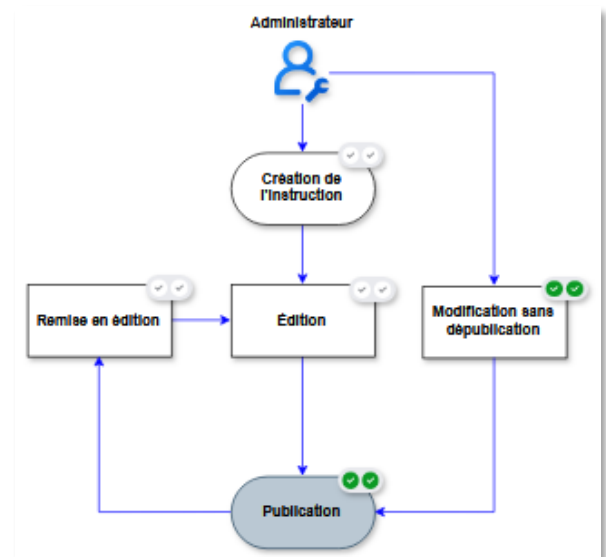 Administrateur
Création de
l'instruction
Remise en édition
Édition
Modification sans
dépublication
Publication